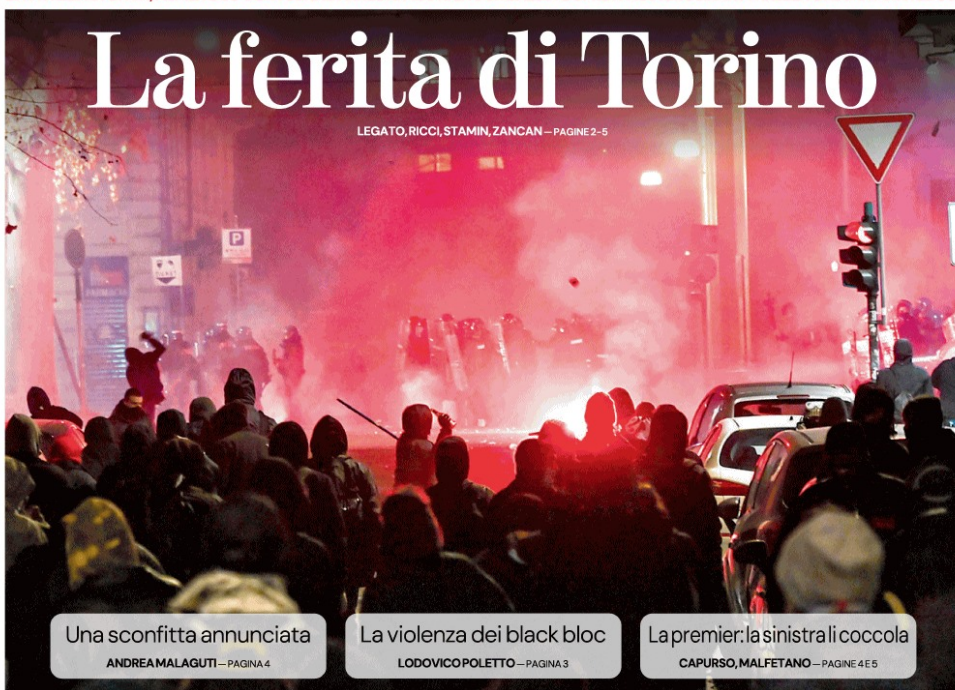 La ferita di Torino
LEGATO, RICCI, STAMIN, ZANCAN – PAGINE 2-5
P
FARMACIA
Una sconfitta annunciata
ANDREA MALAGUTI – PAGINA 4
La violenza dei black bloc
LODOVICO POLETTO – PAGINA 3
La premier: la sinistra li coccola
CAPURSO, MALFETANO – PAGINE 4 E 5